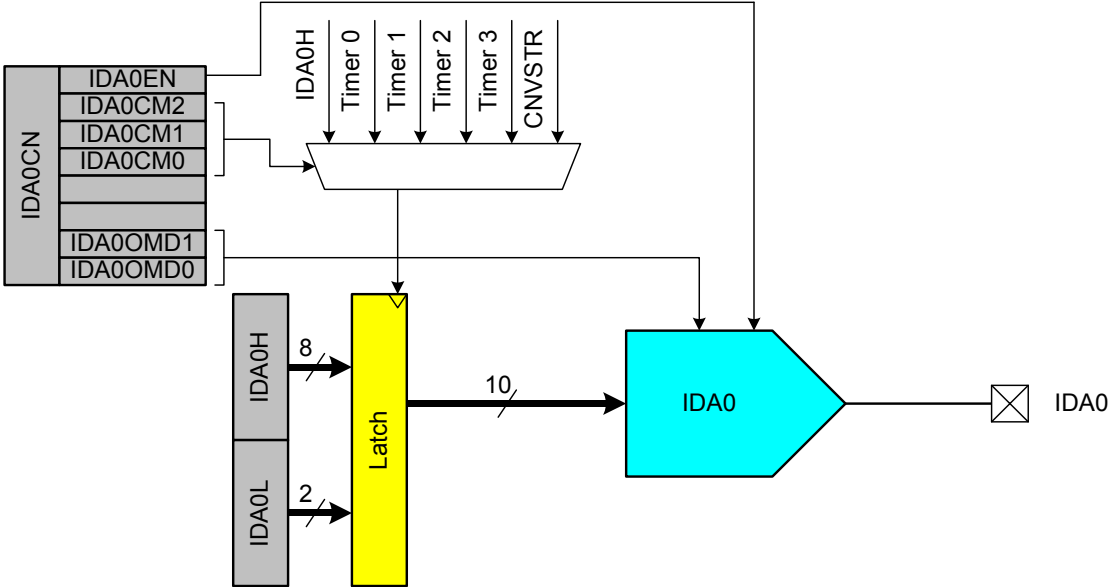 IDA0CN
IDA0EN
IDA0CM2
IDA0CM1
IDA0CM0
IDA0OMD1
IDA0OMD0
IDA0H
Timer 0
Timer 1
Timer 2
Timer 3
CNVSTR
IDA0H
8
IDA0L
2
Latch
10
IDA0
IDA0